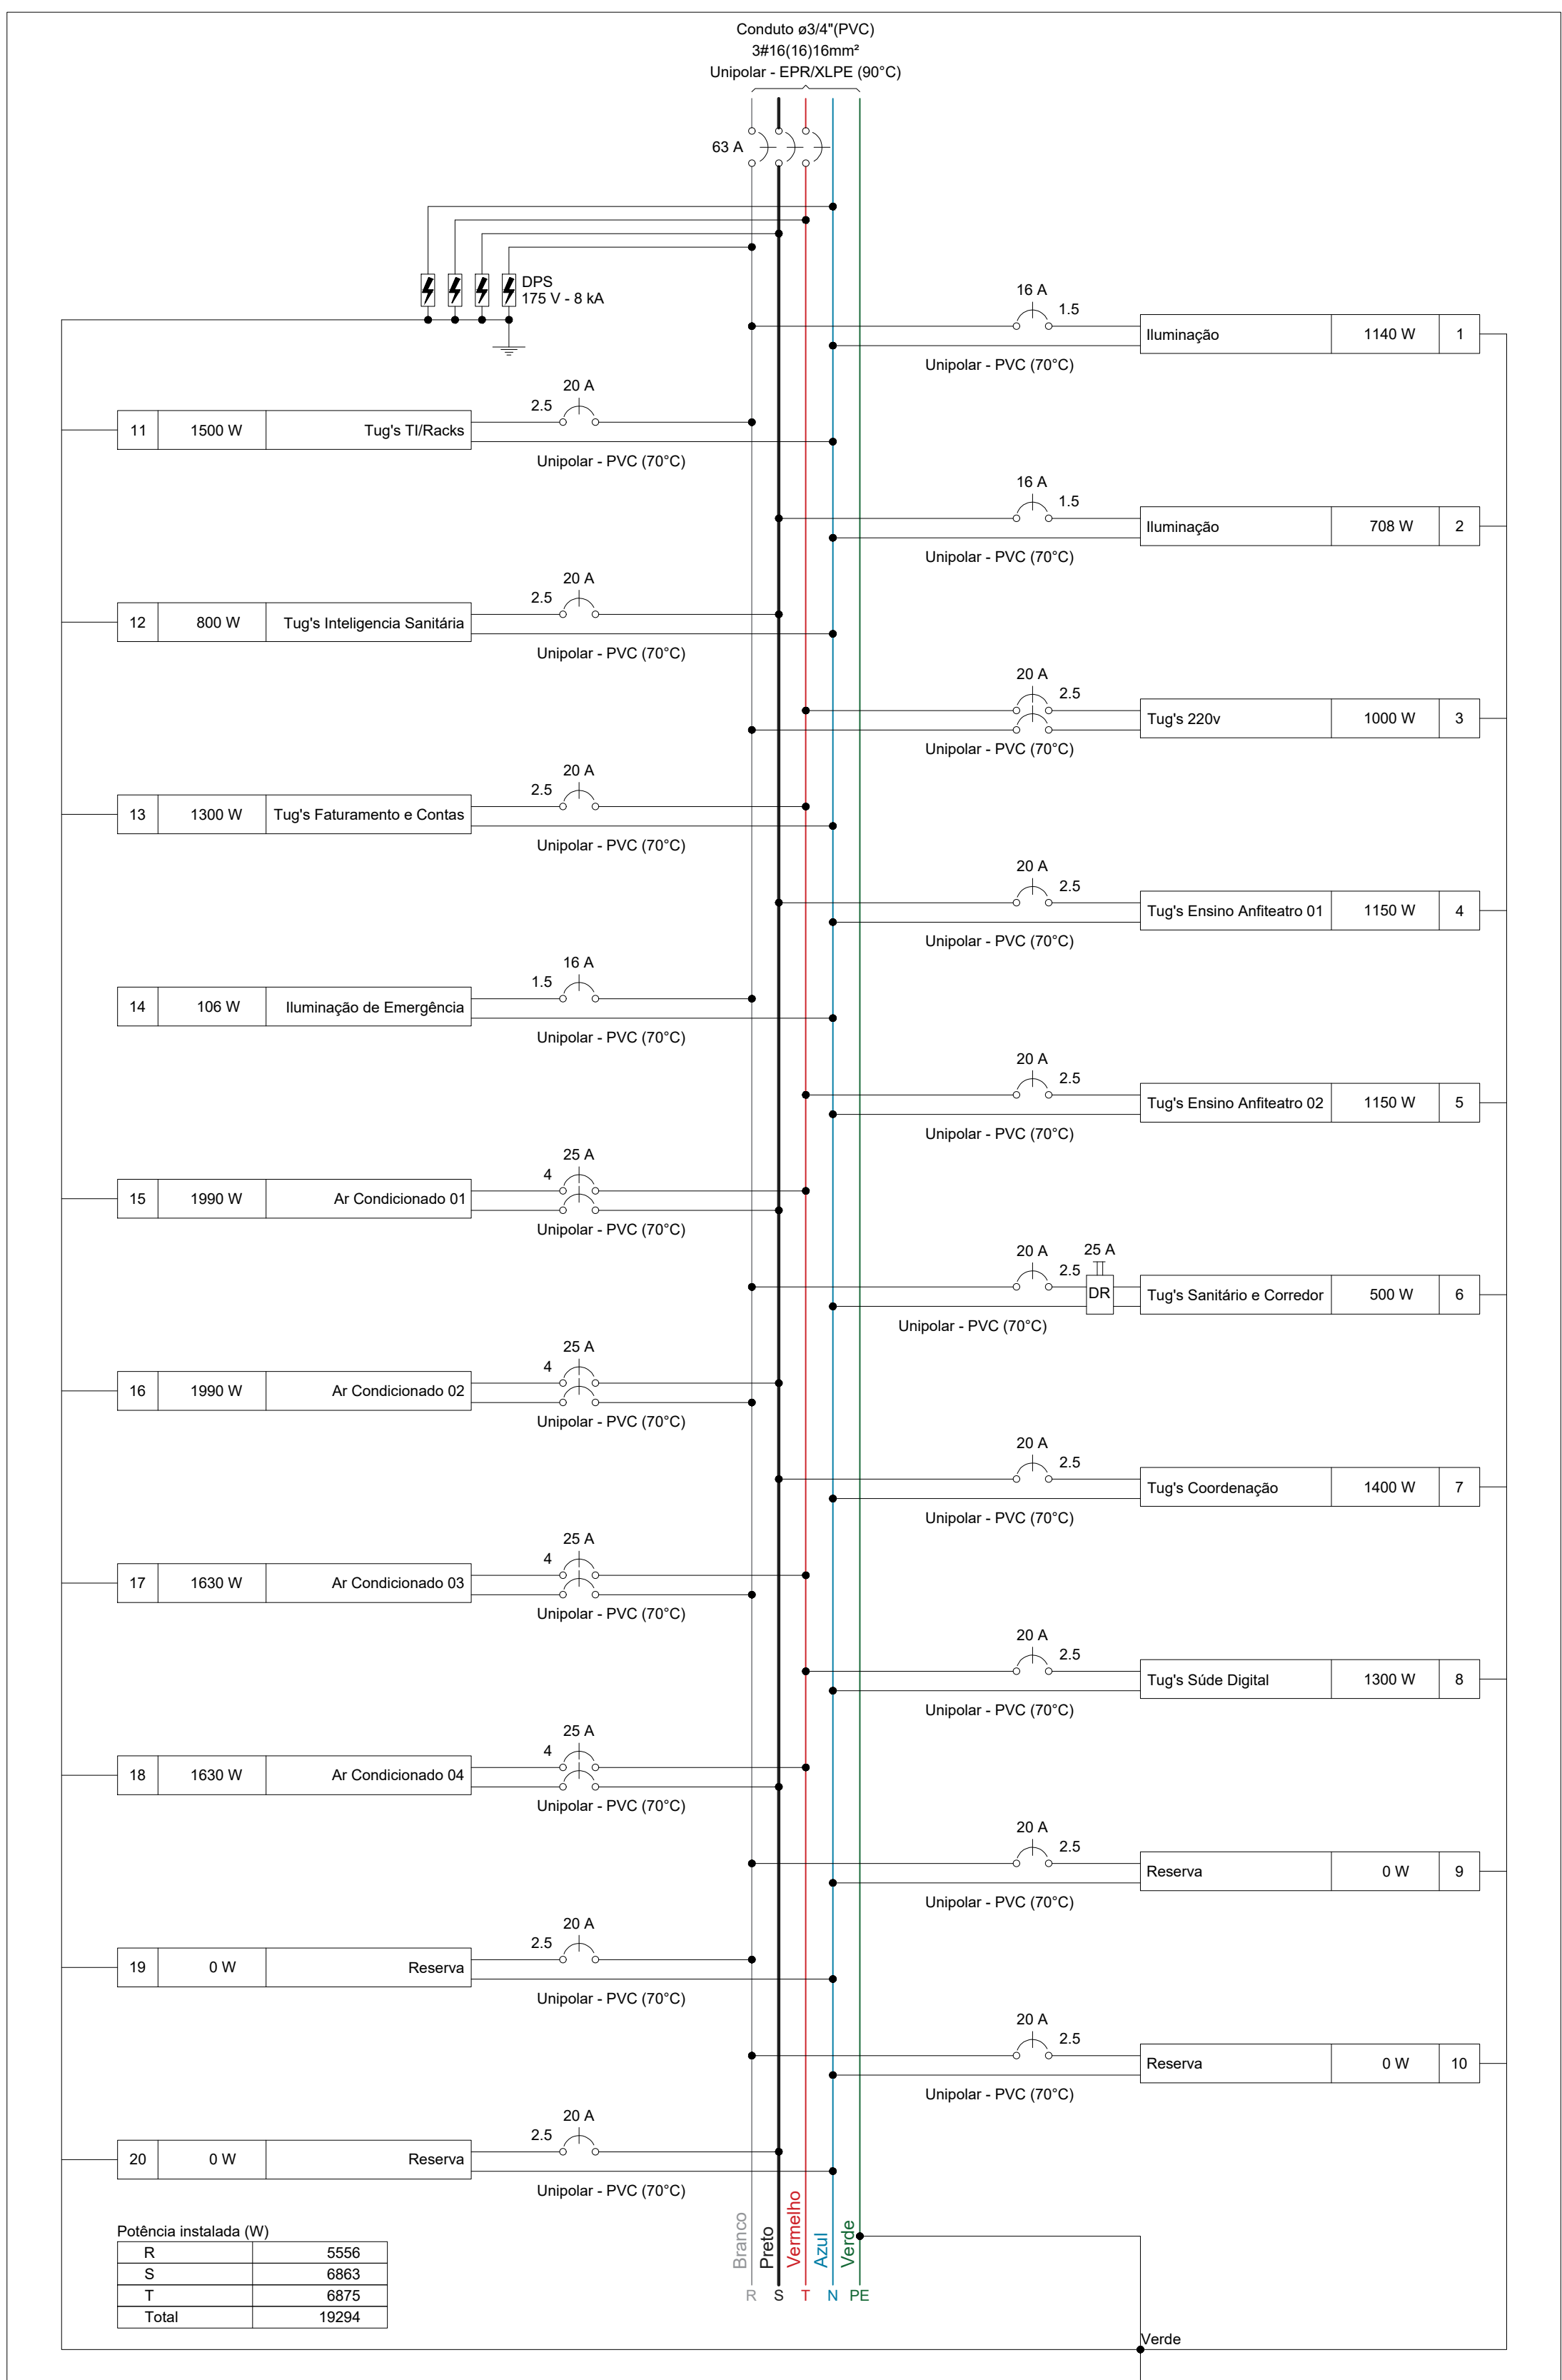 Conduto ø3/4"(PVC)
3#16(16)16mm²
Unipolar - EPR/XLPE (90°C)
63 A
DPS
175 V - 8 kA
16 A
1.5
Iluminação 1140 W 1
Unipolar - PVC (70°C)
20 A
2.5
11 1500 W Tug's TI/Racks
Unipolar - PVC (70°C)
16 A
1.5
Iluminação 708 W 2
Unipolar - PVC (70°C)
20 A
2.5
12 800 W Tug's Inteligencia Sanitária
Unipolar - PVC (70°C)
20 A
2.5
Tug's 220v 1000 W 3
Unipolar - PVC (70°C)
20 A
2.5
13 1300 W Tug's Faturamento e Contas
Unipolar - PVC (70°C)
20 A
2.5
Tug's Ensino Anfiteatro 01 1150 W 4
Unipolar - PVC (70°C)
16 A
1.5
14 106 W Iluminação de Emergência
Unipolar - PVC (70°C)
20 A
2.5
Tug's Ensino Anfiteatro 02 1150 W 5
Unipolar - PVC (70°C)
25 A
4
15 1990 W Ar Condicionado 01
Unipolar - PVC (70°C)
20 A 25 A
2.5
DR
Tug's Sanitário e Corredor 500 W 6
Unipolar - PVC (70°C)
25 A
4
16 1990 W Ar Condicionado 02
Unipolar - PVC (70°C)
20 A
2.5
Tug's Coordenação 1400 W 7
Unipolar - PVC (70°C)
25 A
4
17 1630 W Ar Condicionado 03
Unipolar - PVC (70°C)
20 A
2.5
Tug's Súde Digital 1300 W 8
Unipolar - PVC (70°C)
25 A
4
18 1630 W Ar Condicionado 04
Unipolar - PVC (70°C)
20 A
2.5
Reserva 0 W 9
Unipolar - PVC (70°C)
20 A
2.5
19 0 W Reserva
Unipolar - PVC (70°C)
20 A
2.5
Reserva 0 W 10
Unipolar - PVC (70°C)
20 A
2.5
20 0 W Reserva
Unipolar - PVC (70°C)
Potência instalada (W)
R 5556
S 6863
T 6875
Total 19294
Branco
Preto
Vermelho
Azul
Verde
R S T N PE
Verde